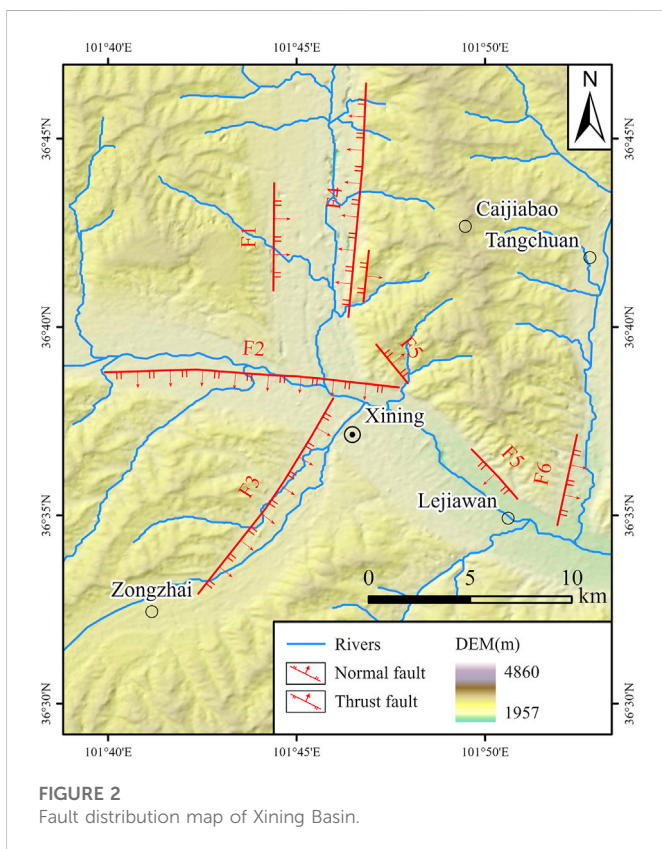 101°40'E 101°45'E 101°50'E
N
36°45'N 36°45'N
F4
Caijiabao
Tangchuan
F1
36°40'N 36°40'N
F2
F5
Xining
F5
F6
F3
Lejiawan
36°35'N 36°35'N
Zongzhai
0 5 10
km
Rivers
Normal fault
Thrust fault
DEM(m)
4860
1957
36°30'N 36°30'N
101°40'E 101°45'E 101°50'E
FIGURE 2
Fault distribution map of Xining Basin.